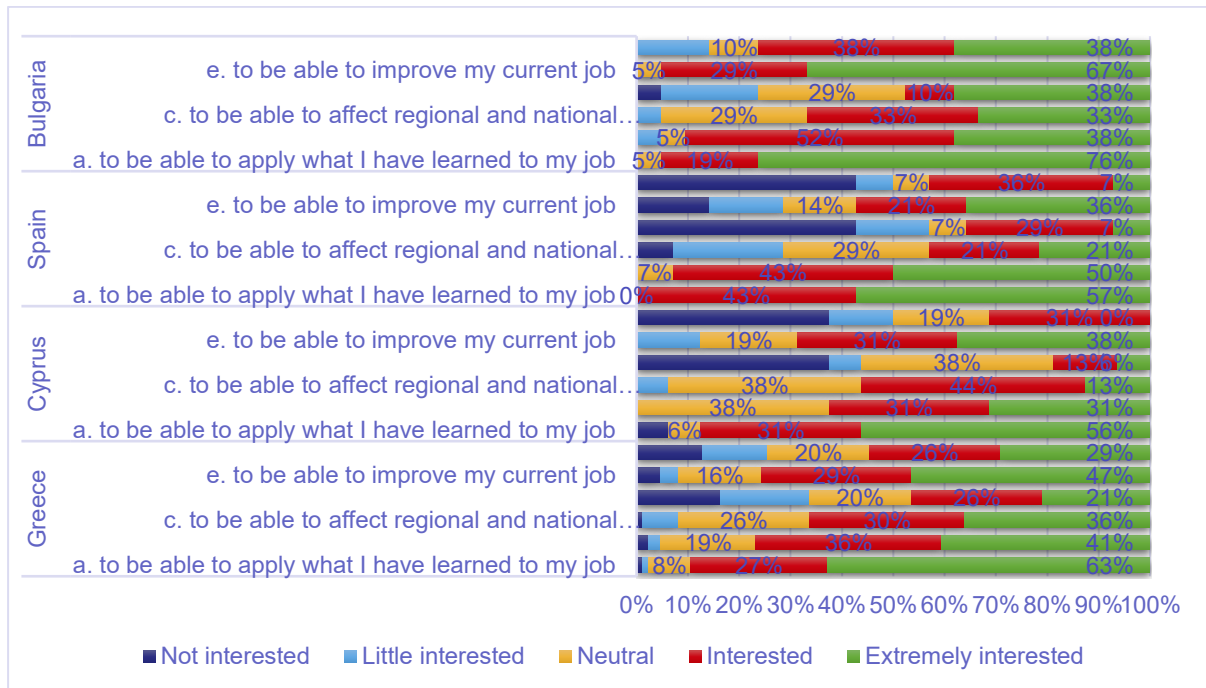 Bulgaria
10% 38% 38%
e. to be able to improve my current job 5% 29% 67%
29% 10% 38%
c. to be able to affect regional and national… 29% 33% 33%
5% 52% 38%
a. to be able to apply what I have learned to my job 5% 19% 76%
Spain
7% 36% 7%
e. to be able to improve my current job 14% 21% 36%
7% 29% 7%
c. to be able to affect regional and national… 29% 21% 21%
7% 43% 50%
a. to be able to apply what I have learned to my job 0% 43% 57%
Cyprus
19% 31% 0%
e. to be able to improve my current job 19% 31% 38%
38% 13%
c. to be able to affect regional and national… 38% 44% 13%
38% 31% 31%
a. to be able to apply what I have learned to my job 6% 31% 56%
Greece
20% 26% 29%
e. to be able to improve my current job 16% 29% 47%
20% 26% 21%
c. to be able to affect regional and national… 26% 30% 36%
19% 36% 41%
a. to be able to apply what I have learned to my job 8% 27% 63%
0% 10% 20% 30% 40% 50% 60% 70% 80% 90% 100%
Not interested Little interested Neutral Interested Extremely interested